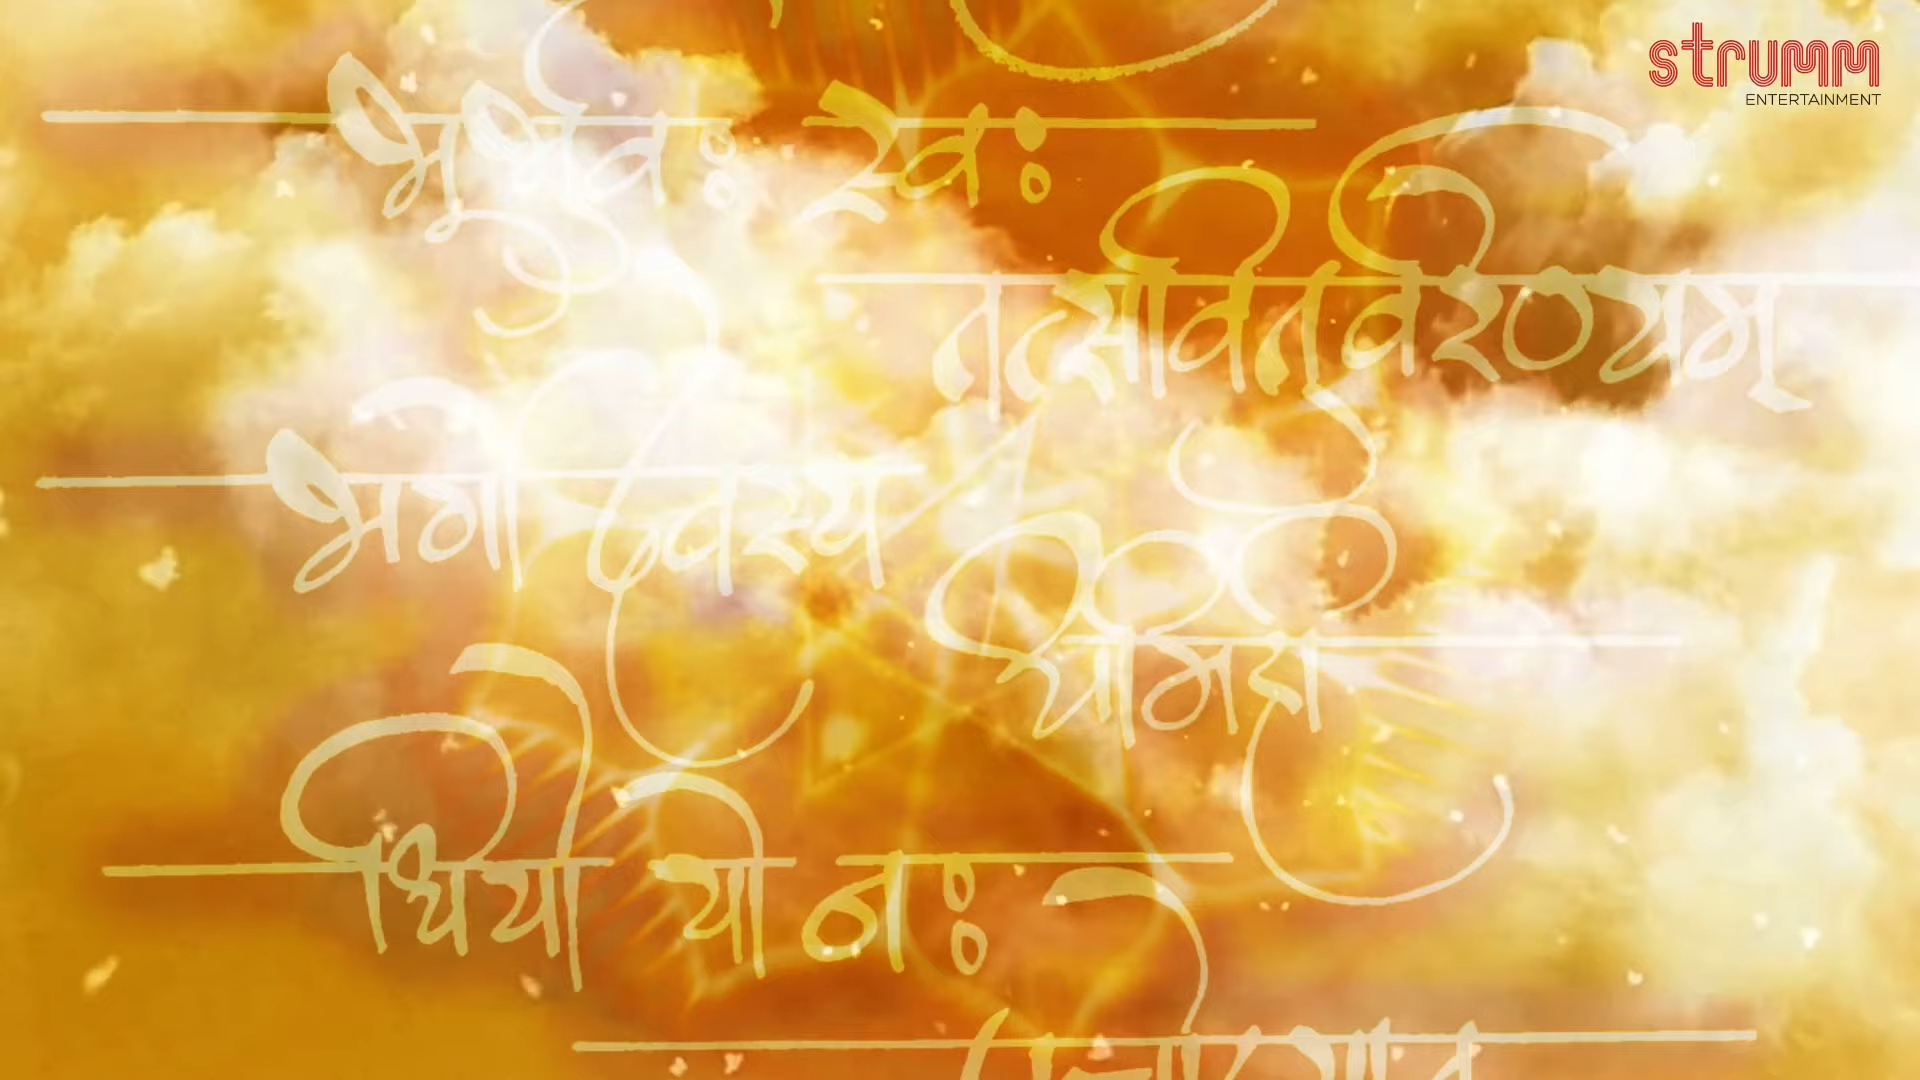 strumm
ENTERTAINMENT
भूर्भुवः स्वः
तत्सवितुर्वरेण्यम्
भर्गो देवस्य
धीमही
धियो यो नः